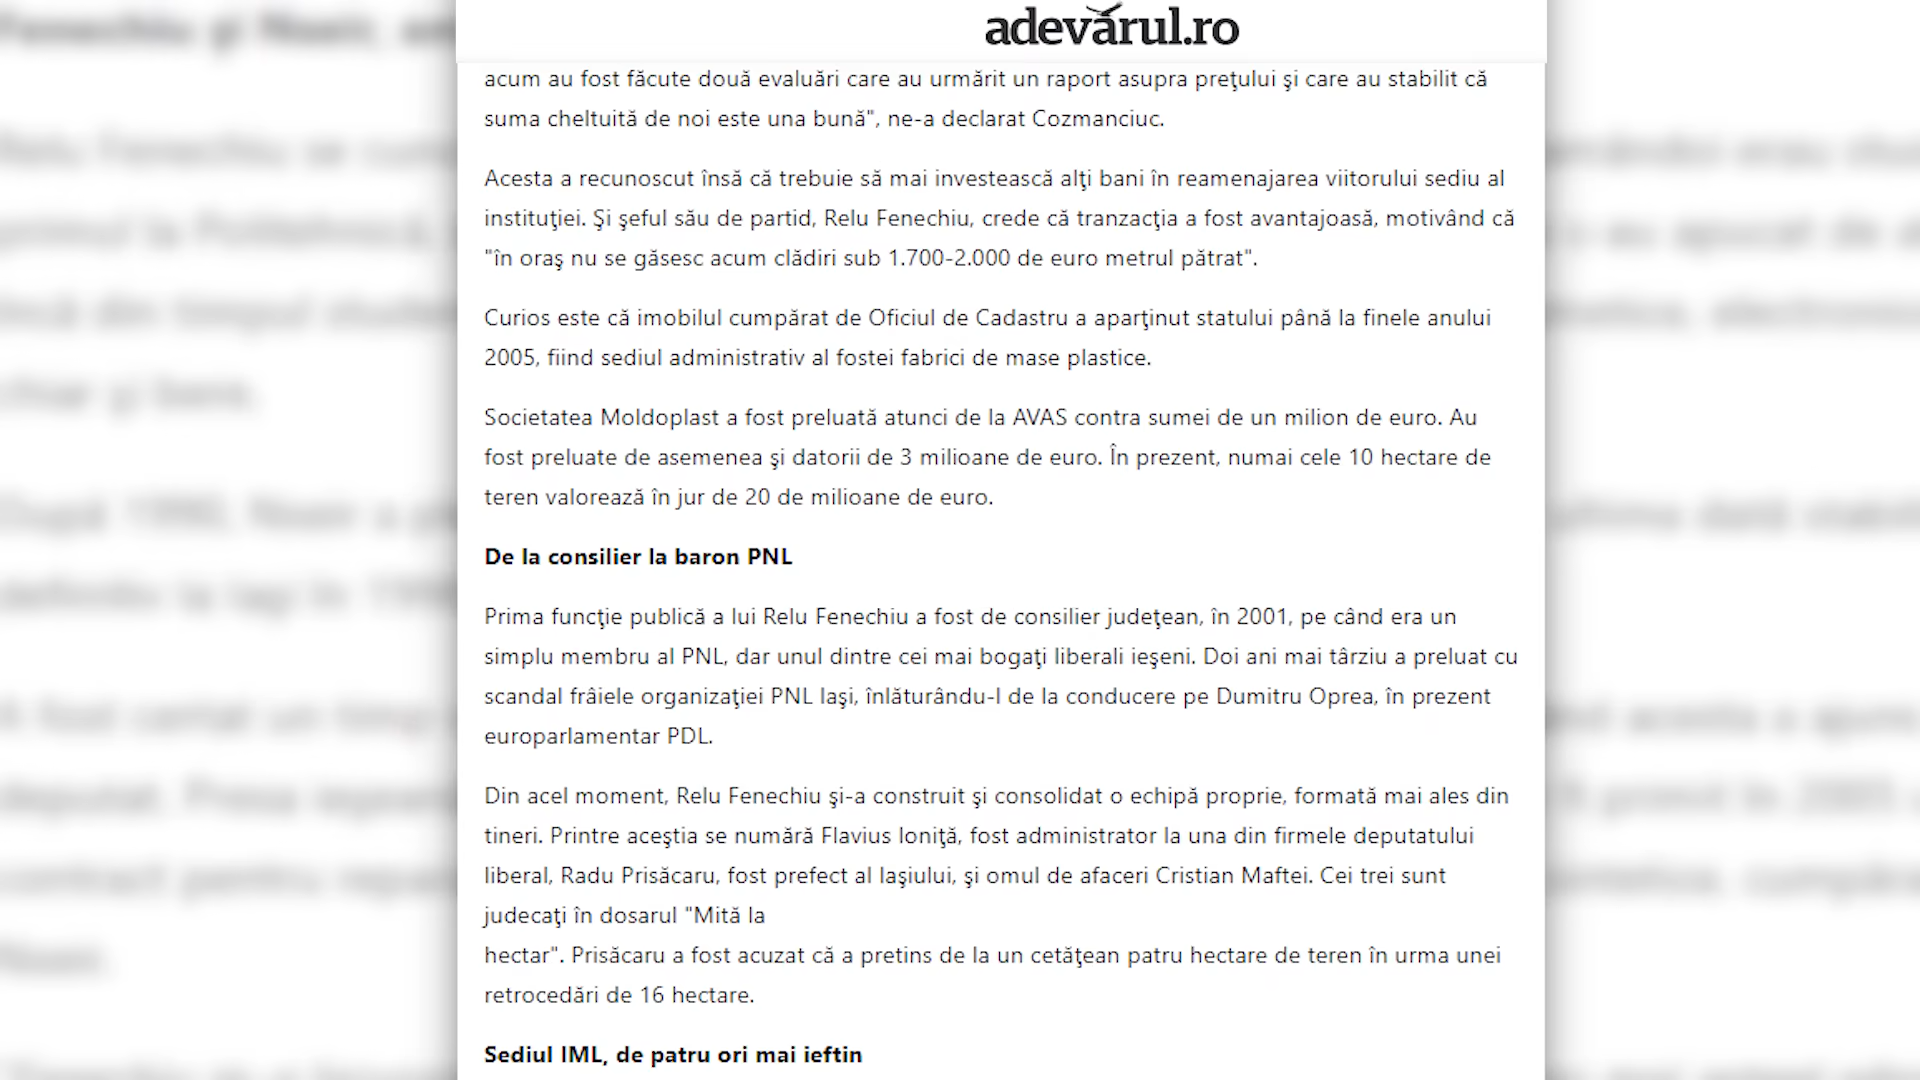 adevărul.ro
acum au fost făcute două evaluări care au urmărit un raport asupra preţului şi care au stabilit că
suma cheltuită de noi este una bună", ne-a declarat Cozmanciuc.
Acesta a recunoscut însă că trebuie să mai investească alţi bani în reamenajarea viitorului sediu al
instituţiei. Şi şeful său de partid, Relu Fenechiu, crede că tranzacţia a fost avantajoasă, motivând că
"în oraş nu se găsesc acum clădiri sub 1.700-2.000 de euro metrul pătrat".
Curios este că imobilul cumpărat de Oficiul de Cadastru a aparţinut statului până la finele anului
2005, fiind sediul administrativ al fostei fabrici de mase plastice.
Societatea Moldoplast a fost preluată atunci de la AVAS contra sumei de un milion de euro. Au
fost preluate de asemenea şi datorii de 3 milioane de euro. În prezent, numai cele 10 hectare de
teren valorează în jur de 20 de milioane de euro.
De la consilier la baron PNL
Prima funcţie publică a lui Relu Fenechiu a fost de consilier judeţean, în 2001, pe când era un
simplu membru al PNL, dar unul dintre cei mai bogaţi liberali ieşeni. Doi ani mai târziu a preluat cu
scandal frâiele organizaţiei PNL Iaşi, înlăturându-l de la conducere pe Dumitru Oprea, în prezent
europarlamentar PDL.
Din acel moment, Relu Fenechiu şi-a construit şi consolidat o echipă proprie, formată mai ales din
tineri. Printre aceştia se numără Flavius Ioniţă, fost administrator la una din firmele deputatului
liberal, Radu Prisăcaru, fost prefect al Iaşiului, şi omul de afaceri Cristian Maftei. Cei trei sunt
judecaţi în dosarul "Mită la
hectar". Prisăcaru a fost acuzat că a pretins de la un cetăţean patru hectare de teren în urma unei
retrocedări de 16 hectare.
Sediul IML, de patru ori mai ieftin